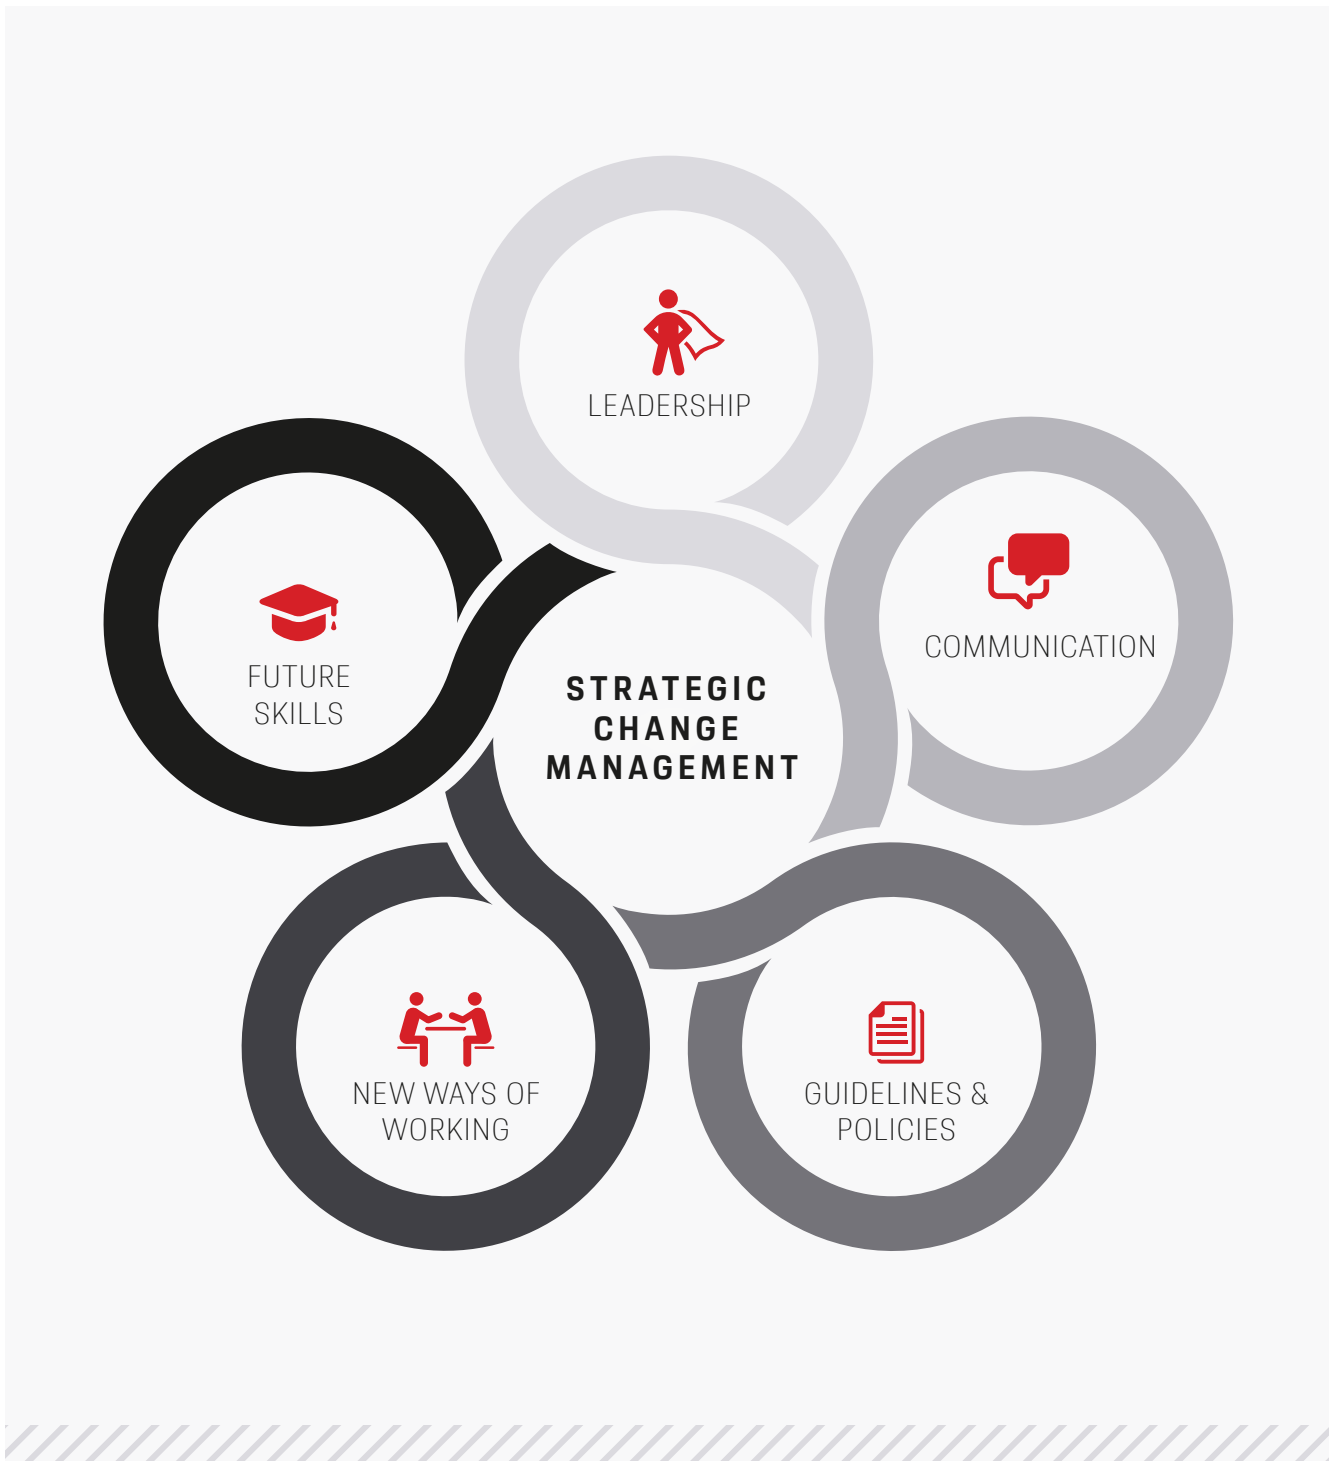 LEADERSHIP
COMMUNICATION
FUTURE
SKILLS
STRATEGIC
CHANGE
MANAGEMENT
NEW WAYS OF
WORKING
GUIDELINES &
POLICIES